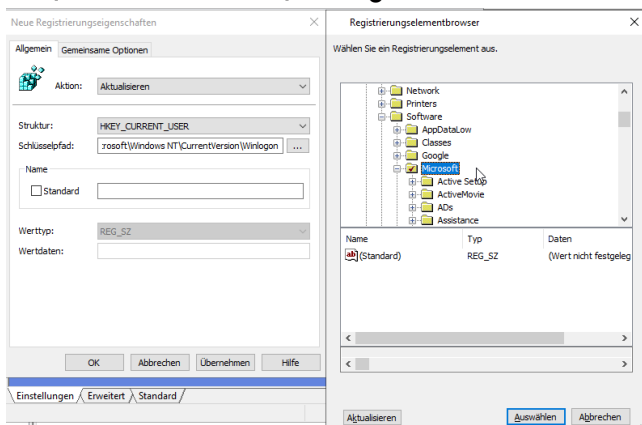 Neue Registrierungseigenschaften
Allgemein Gemeinsame Optionen
Aktion: Aktualisieren
Struktur: HKEY_CURRENT_USER
Schlüsselpfad: :rosoft\Windows NT\CurrentVersion\Winlogon ...
Name
Standard
Werttyp: REG_SZ
Wertdaten:
OK Abbrechen Übernehmen Hilfe
Einstellungen Erweitert Standard
Registrierungselementbrowser
Wählen Sie ein Registrierungselement aus.
Network
Printers
Software
AppDataLow
Classes
Google
Microsoft
Active Setup
ActiveMovie
ADs
Assistance
Name Typ Daten
(Standard) REG_SZ (Wert nicht festgeleg
Aktualisieren Auswählen Abbrechen